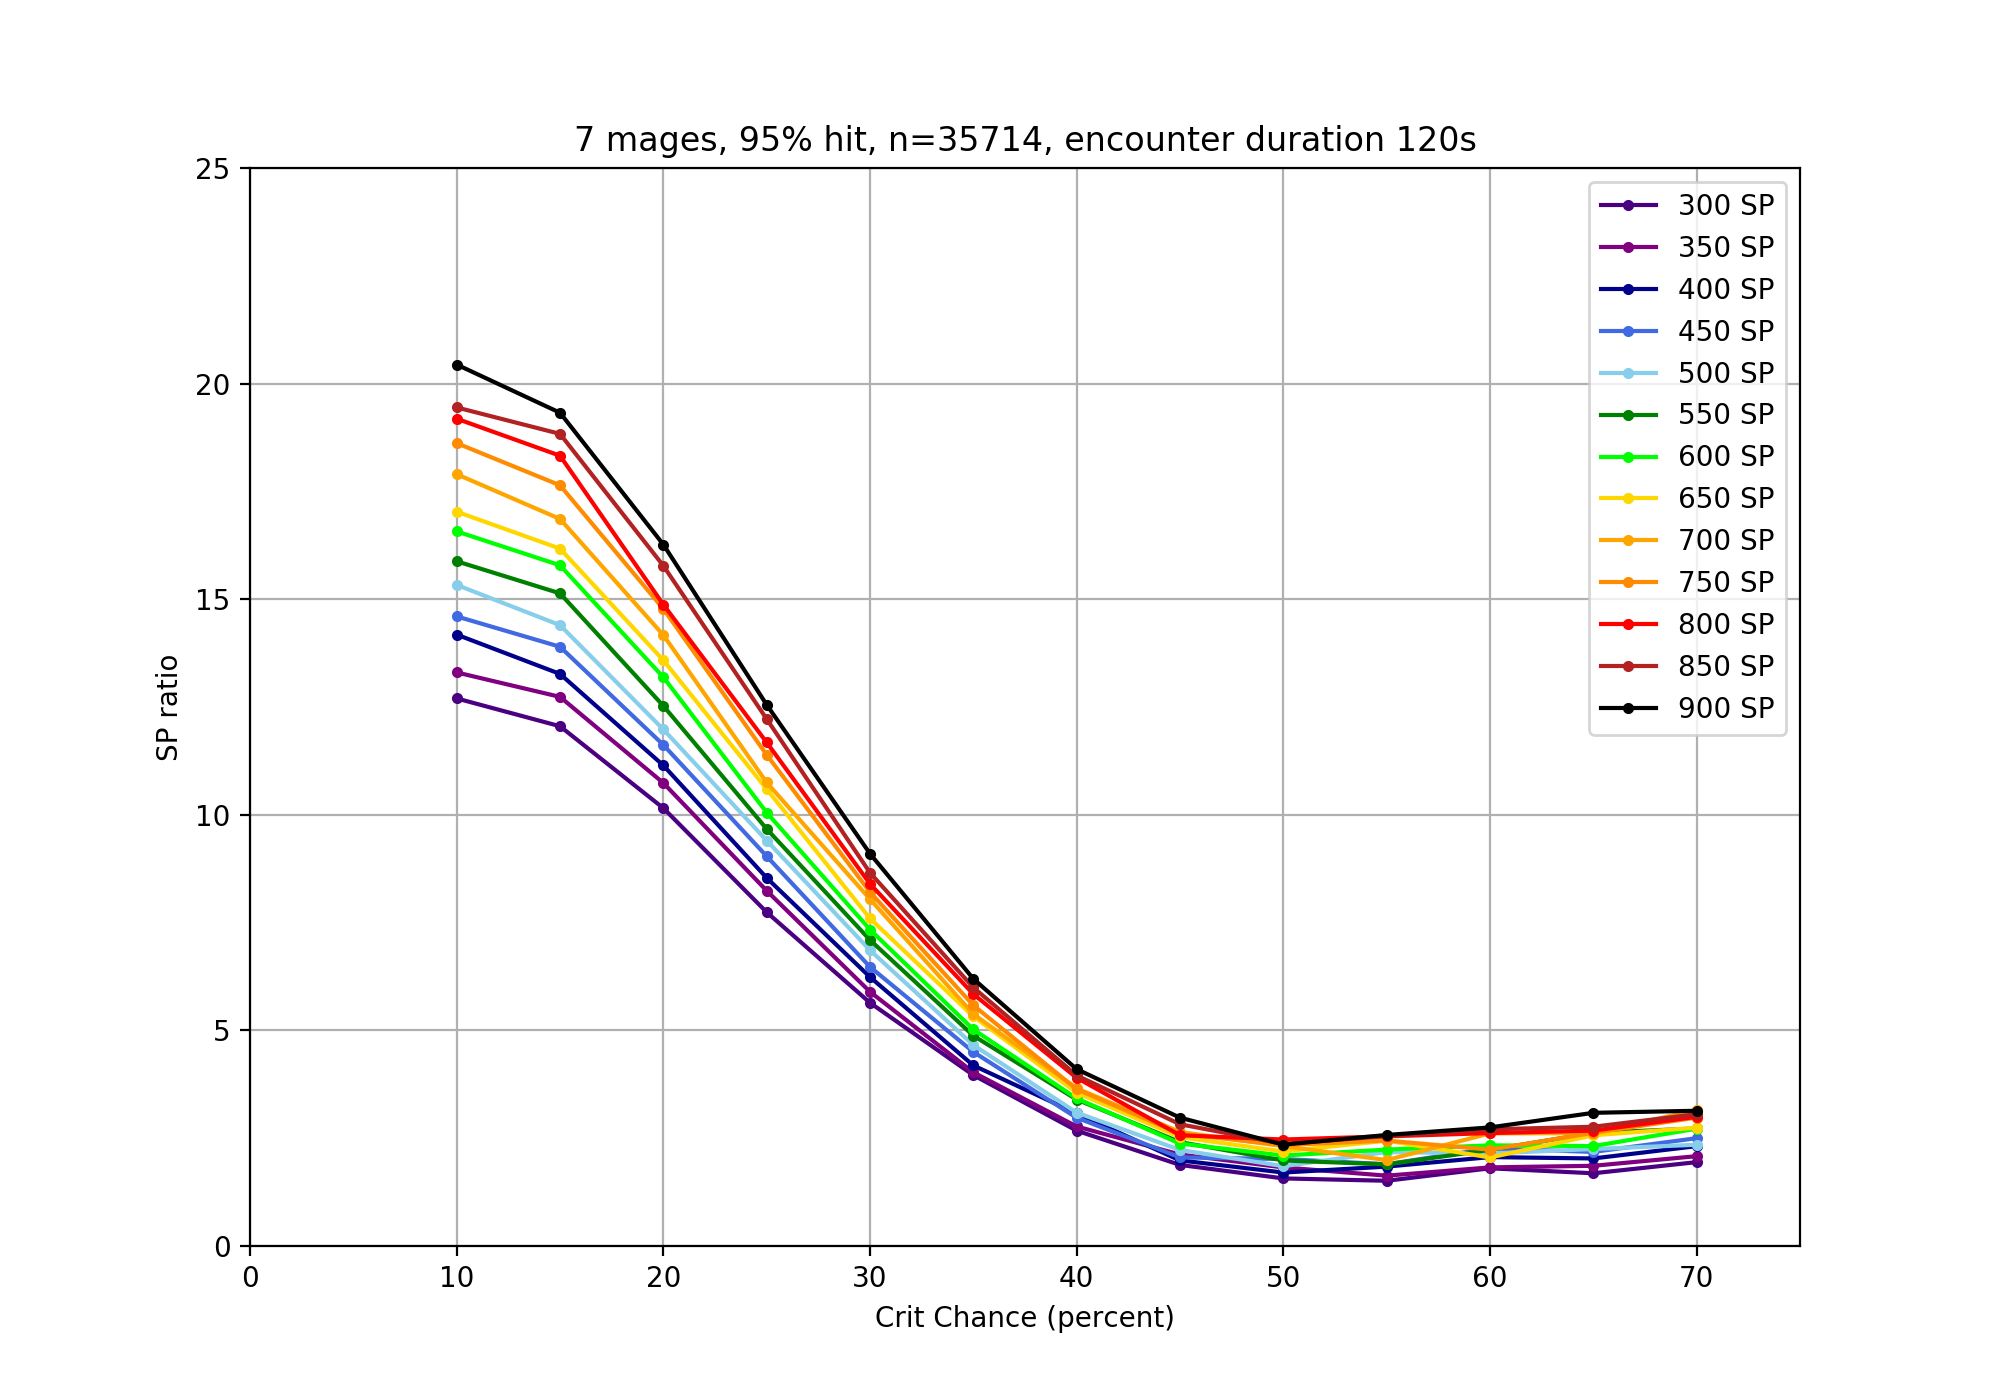 7 mages, 95% hit, n=35714, encounter duration 120s
25
20
15
10
5
0
SP ratio
300 SP
350 SP
400 SP
450 SP
500 SP
550 SP
600 SP
650 SP
700 SP
750 SP
800 SP
850 SP
900 SP
0 10 20 30 40 50 60 70
Crit Chance (percent)